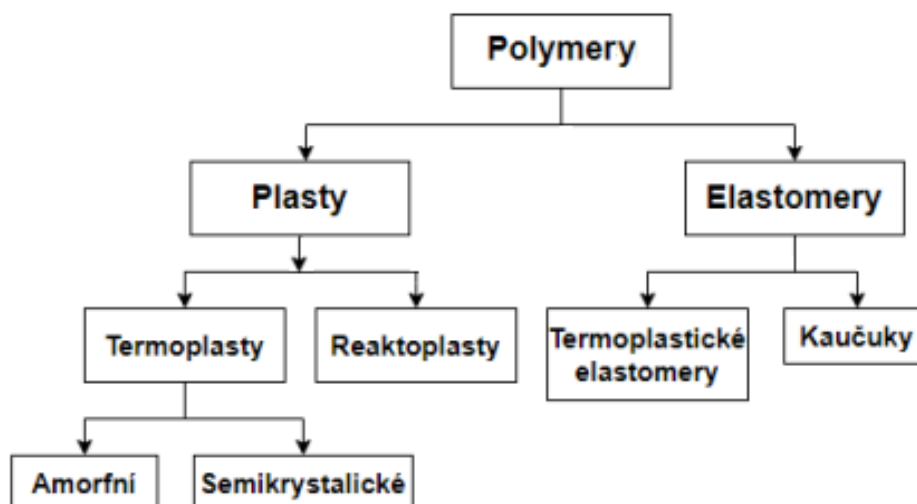 Polymery
Plasty
Elastomery
Termoplasty
Reaktoplasty
Termoplastické
elastomery
Kaučuky
Amorfní
Semikrystalické